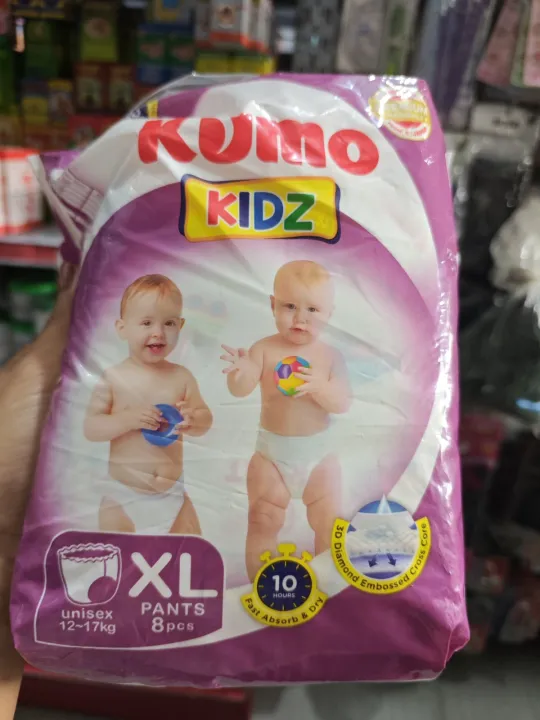 KUMO
KIDZ
XL
unisex
12~17kg
PANTS
8pcs
10
HOURS
Fast Absorb & Dry
3D Diamond Embossed Cross Core